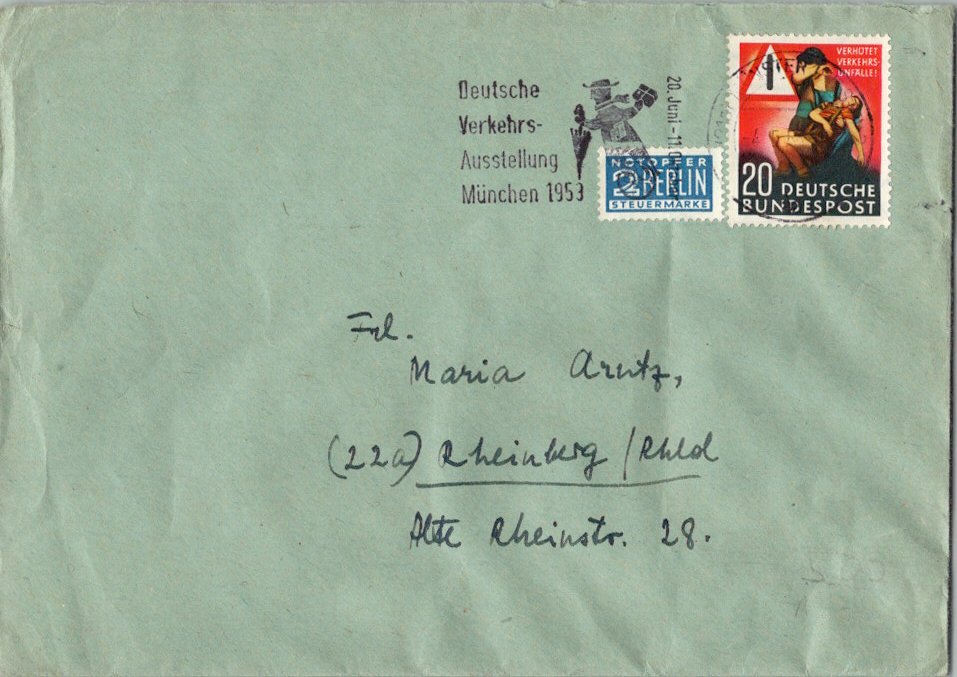 Deutsche
Verkehrs-
Ausstellung
München 1953
20. Juni - 11.
NOTOPFER
2 BERLIN
STEUERMARKE
VERHÜTET
VERKEHRS-
UNFÄLLE!
20 DEUTSCHE
BUNDESPOST
Frl.
Maria Arntz,
(22a) Rheinberg / Rhld
Alte Rheinstr. 28.